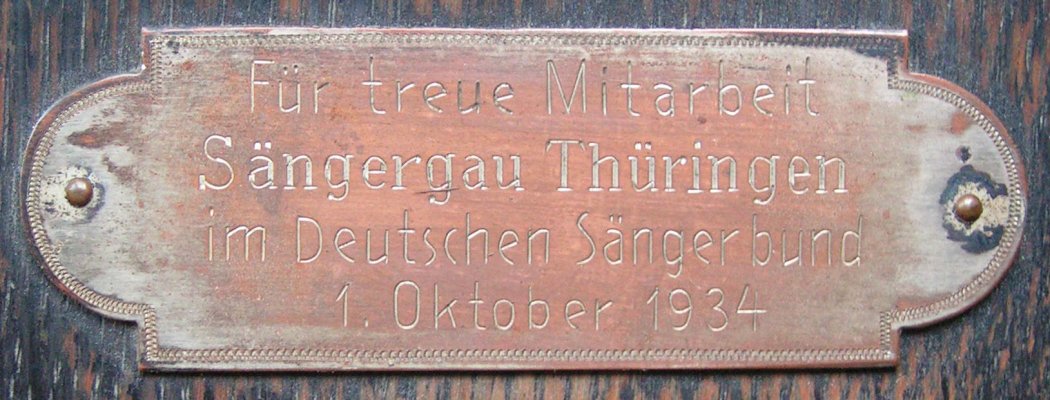 Für treue Mitarbeit
Sängergau Thüringen
im Deutschen Sängerbund
1. Oktober 1934